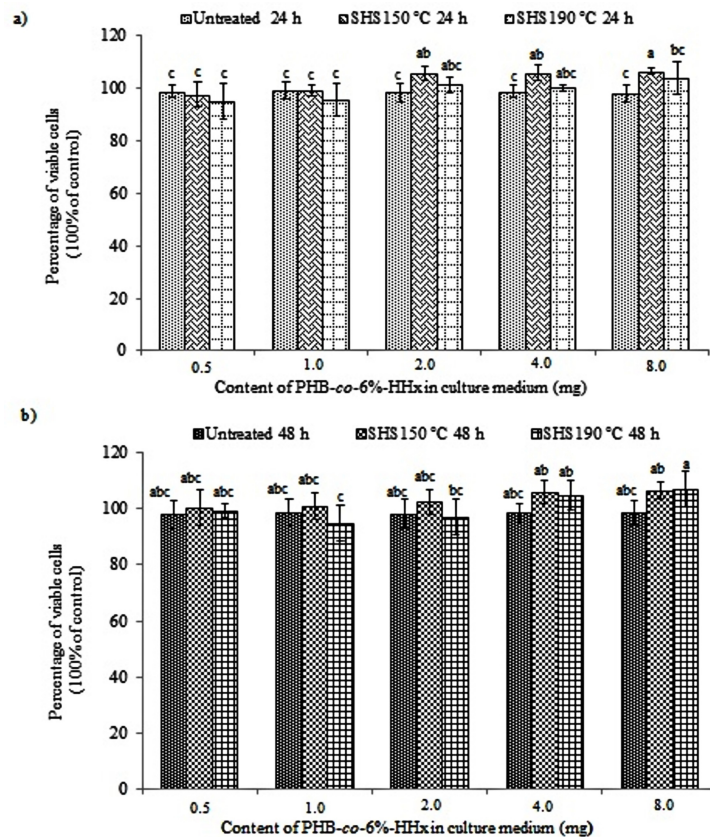 a)
Untreated 24 h SHS150 °C 24 h SHS190 °C 24 h
120
100
80
60
40
20
0
Percentage of viable cells
(100% of control)
c c c c c c c ab abc c ab abc c a bc
0.5 1.0 2.0 4.0 8.0
Content of PHB-co-6%-HHx in culture medium (mg)
b)
Untreated 48 h SHS150 °C 48 h SHS190 °C 48 h
120
100
80
60
40
20
0
Percentage of viable cells
(100% of control)
abc abc abc abc abc c abc abc bc abc ab ab abc ab a
0.5 1.0 2.0 4.0 8.0
Content of PHB-co-6%-HHx in culture medium (mg)